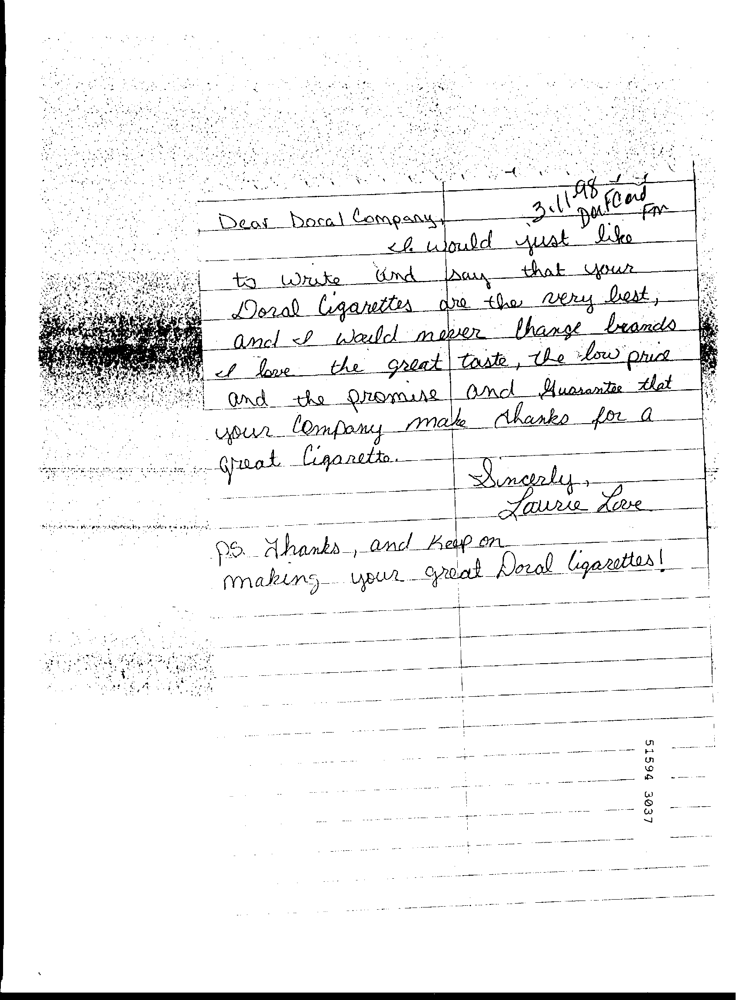 3.11.98
Dear Doral Company,
I would just like
to write and say that your
Doral Cigarettes are the very best,
and I would never Change brands
I love the great taste, the low price
and the promise and Guarantee that
your Company make thanks for a
great Cigarette.
Sincerly,
Laurie Love
PS. Thanks, and Keep on
making your great Doral Cigarettes!
51594 3037